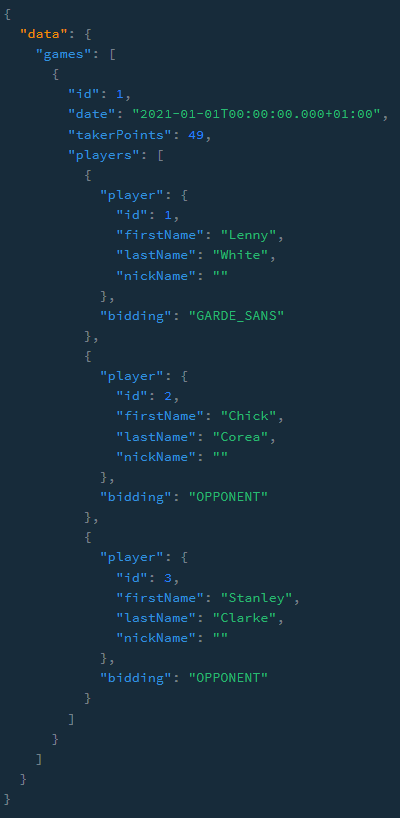 {
  "data": {
    "games": [
      {
        "id": 1,
        "date": "2021-01-01T00:00:00.000+01:00",
        "takerPoints": 49,
        "players": [
          {
            "player": {
              "id": 1,
              "firstName": "Lenny",
              "lastName": "White",
              "nickName": ""
            },
            "bidding": "GARDE_SANS"
          },
          {
            "player": {
              "id": 2,
              "firstName": "Chick",
              "lastName": "Corea",
              "nickName": ""
            },
            "bidding": "OPPONENT"
          },
          {
            "player": {
              "id": 3,
              "firstName": "Stanley",
              "lastName": "Clarke",
              "nickName": ""
            },
            "bidding": "OPPONENT"
          }
        ]
      }
    ]
  }
}